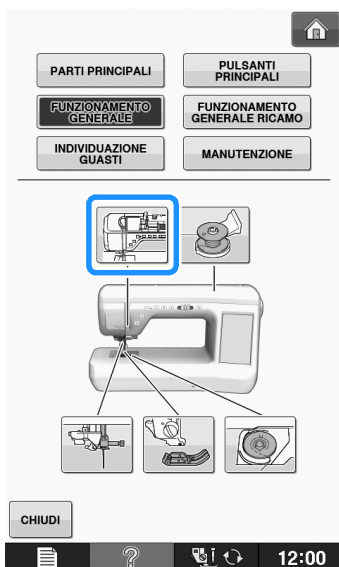 PARTI PRINCIPALI
PULSANTI
PRINCIPALI
FUNZIONAMENTO
GENERALE
FUNZIONAMENTO
GENERALE RICAMO
INDIVIDUAZIONE
GUASTI
MANUTENZIONE
CHIUDI
12:00